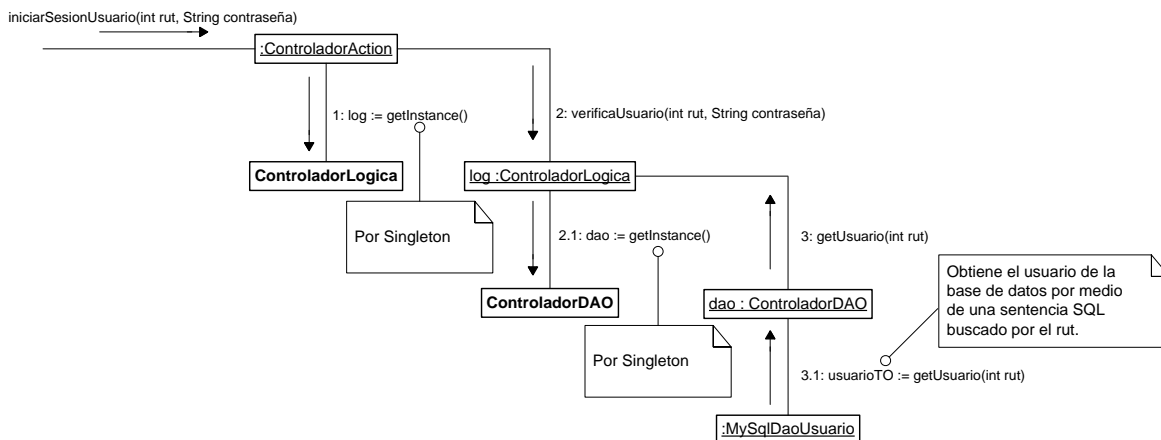 iniciarSesionUsuario(int rut, String contraseña)
:ControladorAction
1: log := getInstance()
2: verificaUsuario(int rut, String contraseña)
ControladorLogica
log :ControladorLogica
Por Singleton
2.1: dao := getInstance()
3: getUsuario(int rut)
ControladorDAO
dao : ControladorDAO
Obtiene el usuario de la
base de datos por medio
de una sentencia SQL
buscado por el rut.
Por Singleton
3.1: usuarioTO := getUsuario(int rut)
:MySqlDaoUsuario